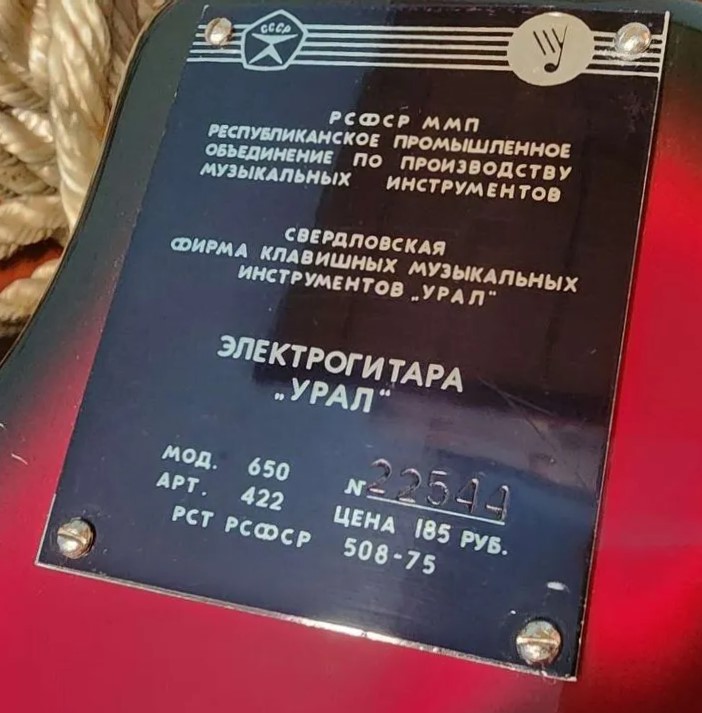 СССР
РСФСР ММП
РЕСПУБЛИКАНСКОЕ ПРОМЫШЛЕННОЕ
ОБЪЕДИНЕНИЕ ПО ПРОИЗВОДСТВУ
МУЗЫКАЛЬНЫХ ИНСТРУМЕНТОВ
СВЕРДЛОВСКАЯ
ФИРМА КЛАВИШНЫХ МУЗЫКАЛЬНЫХ
ИНСТРУМЕНТОВ „УРАЛ“
ЭЛЕКТРОГИТАРА
„УРАЛ“
МОД. 650 N 22544
АРТ. 422 ЦЕНА 185 РУБ.
РСТ РСФСР 508-75